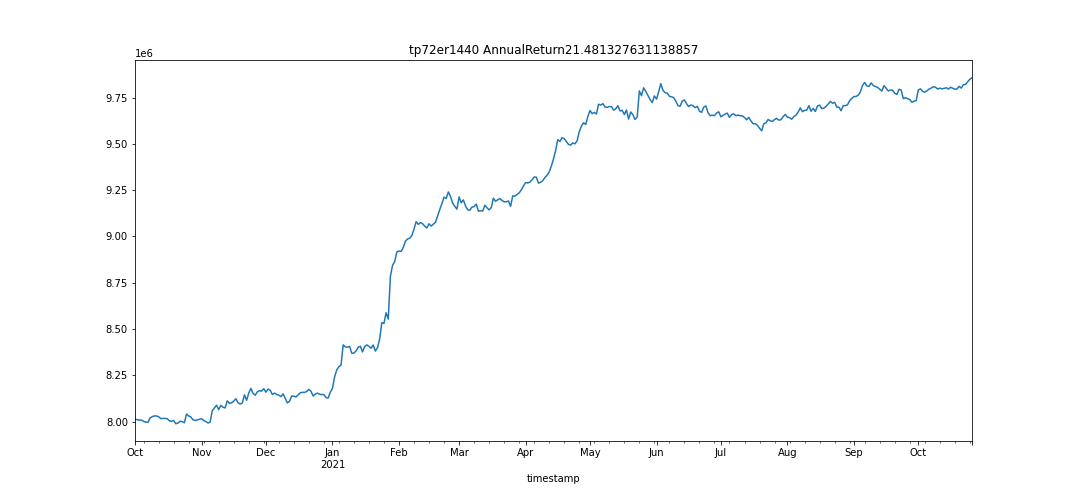 tp72er1440 AnnualReturn21.481327631138857
1e6
9.75
9.50
9.25
9.00
8.75
8.50
8.25
8.00
Oct Nov Dec Jan Feb Mar Apr May Jun Jul Aug Sep Oct
2021
timestamp